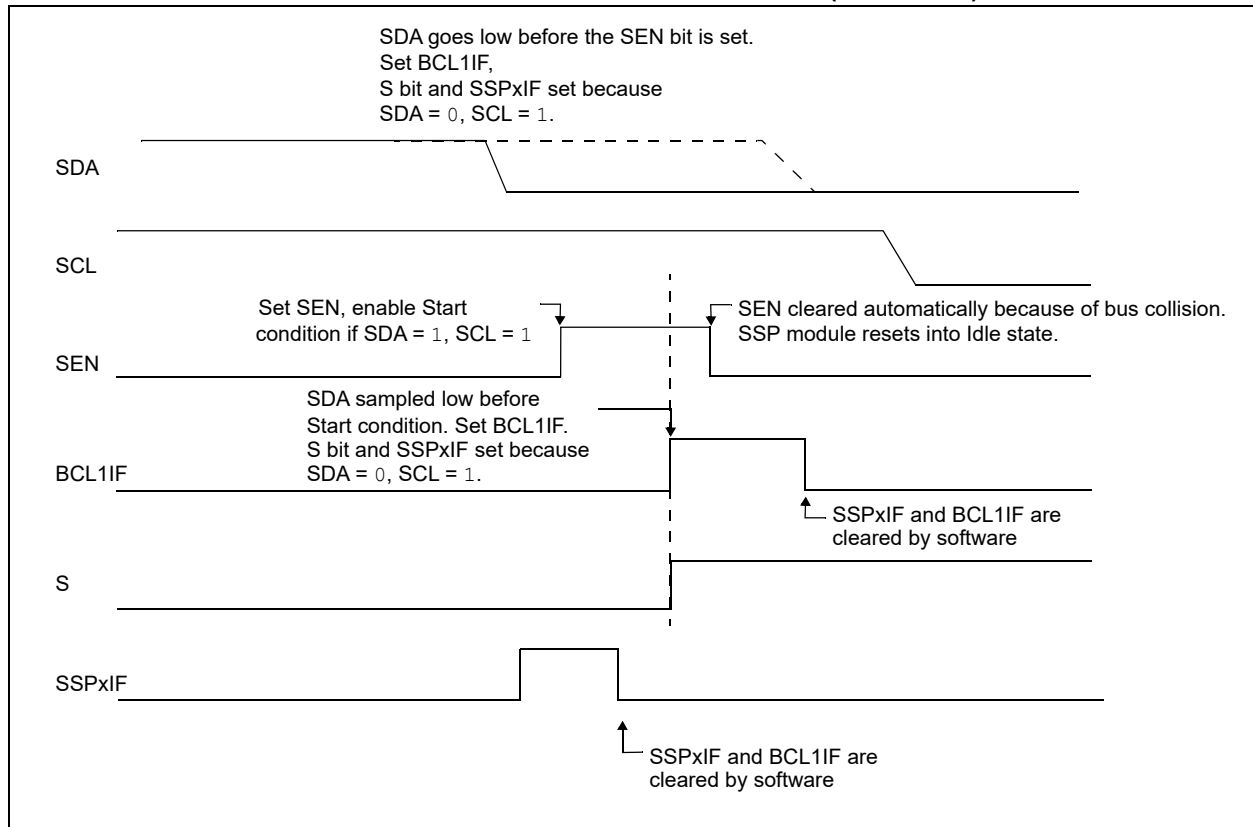 SDA goes low before the SEN bit is set.
Set BCL1IF,
S bit and SSPxIF set because
SDA = 0, SCL = 1.
SDA
SCL
Set SEN, enable Start
condition if SDA = 1, SCL = 1
SEN cleared automatically because of bus collision.
SSP module resets into Idle state.
SEN
SDA sampled low before
Start condition. Set BCL1IF.
S bit and SSPxIF set because
SDA = 0, SCL = 1.
BCL1IF
SSPxIF and BCL1IF are
cleared by software
S
SSPxIF
SSPxIF and BCL1IF are
cleared by software